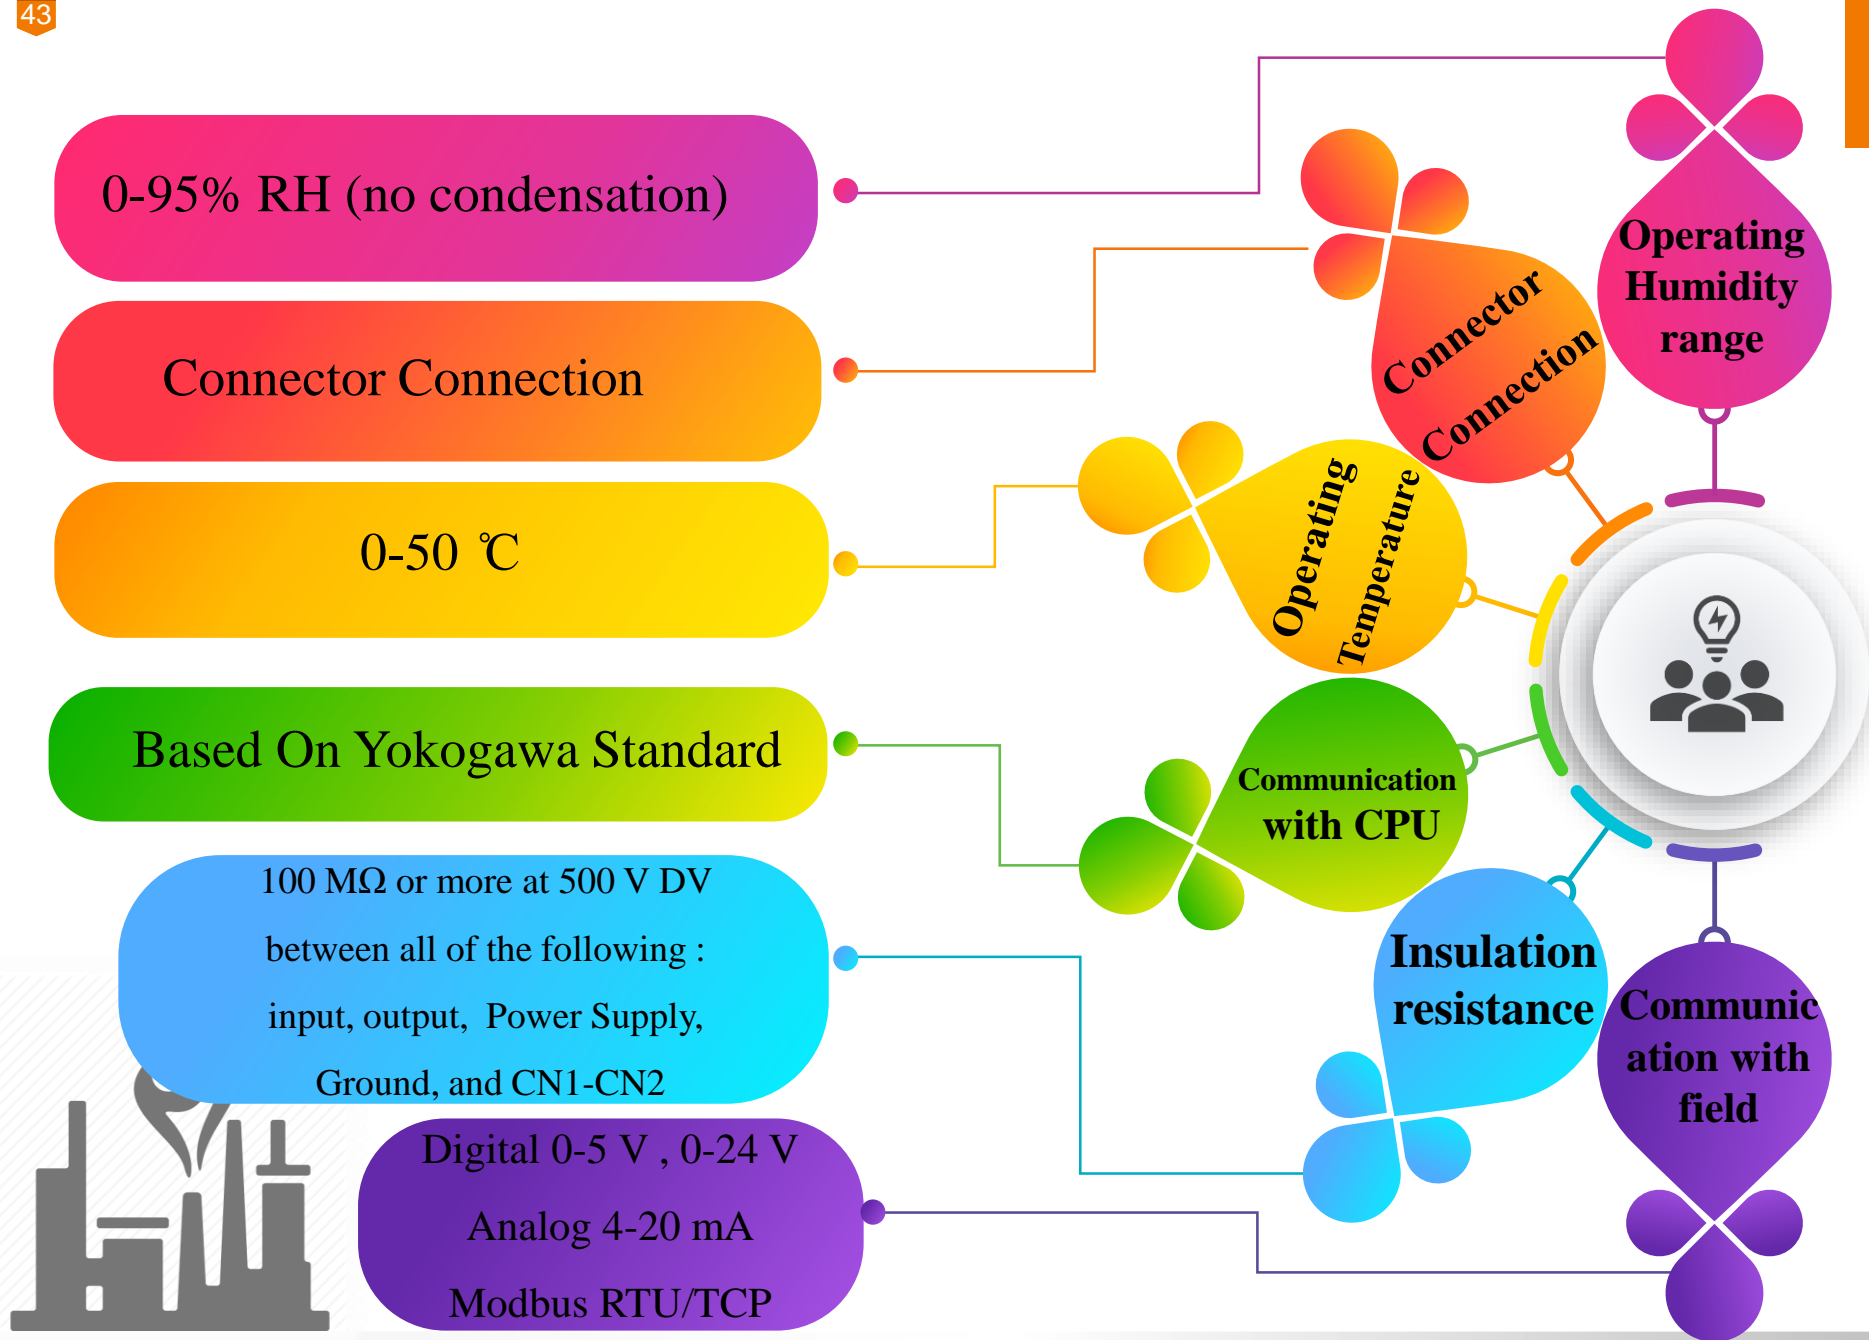 43
0-95% RH (no condensation)
Connector Connection
0-50 ℃
Based On Yokogawa Standard
100 MΩ or more at 500 V DV
between all of the following :
input, output, Power Supply,
Ground, and CN1-CN2
Digital 0-5 V , 0-24 V
Analog 4-20 mA
Modbus RTU/TCP
Operating
Humidity
range
Connector
Connection
Operating
Temperature
Communication
with CPU
Insulation
resistance
Communic
ation with
field